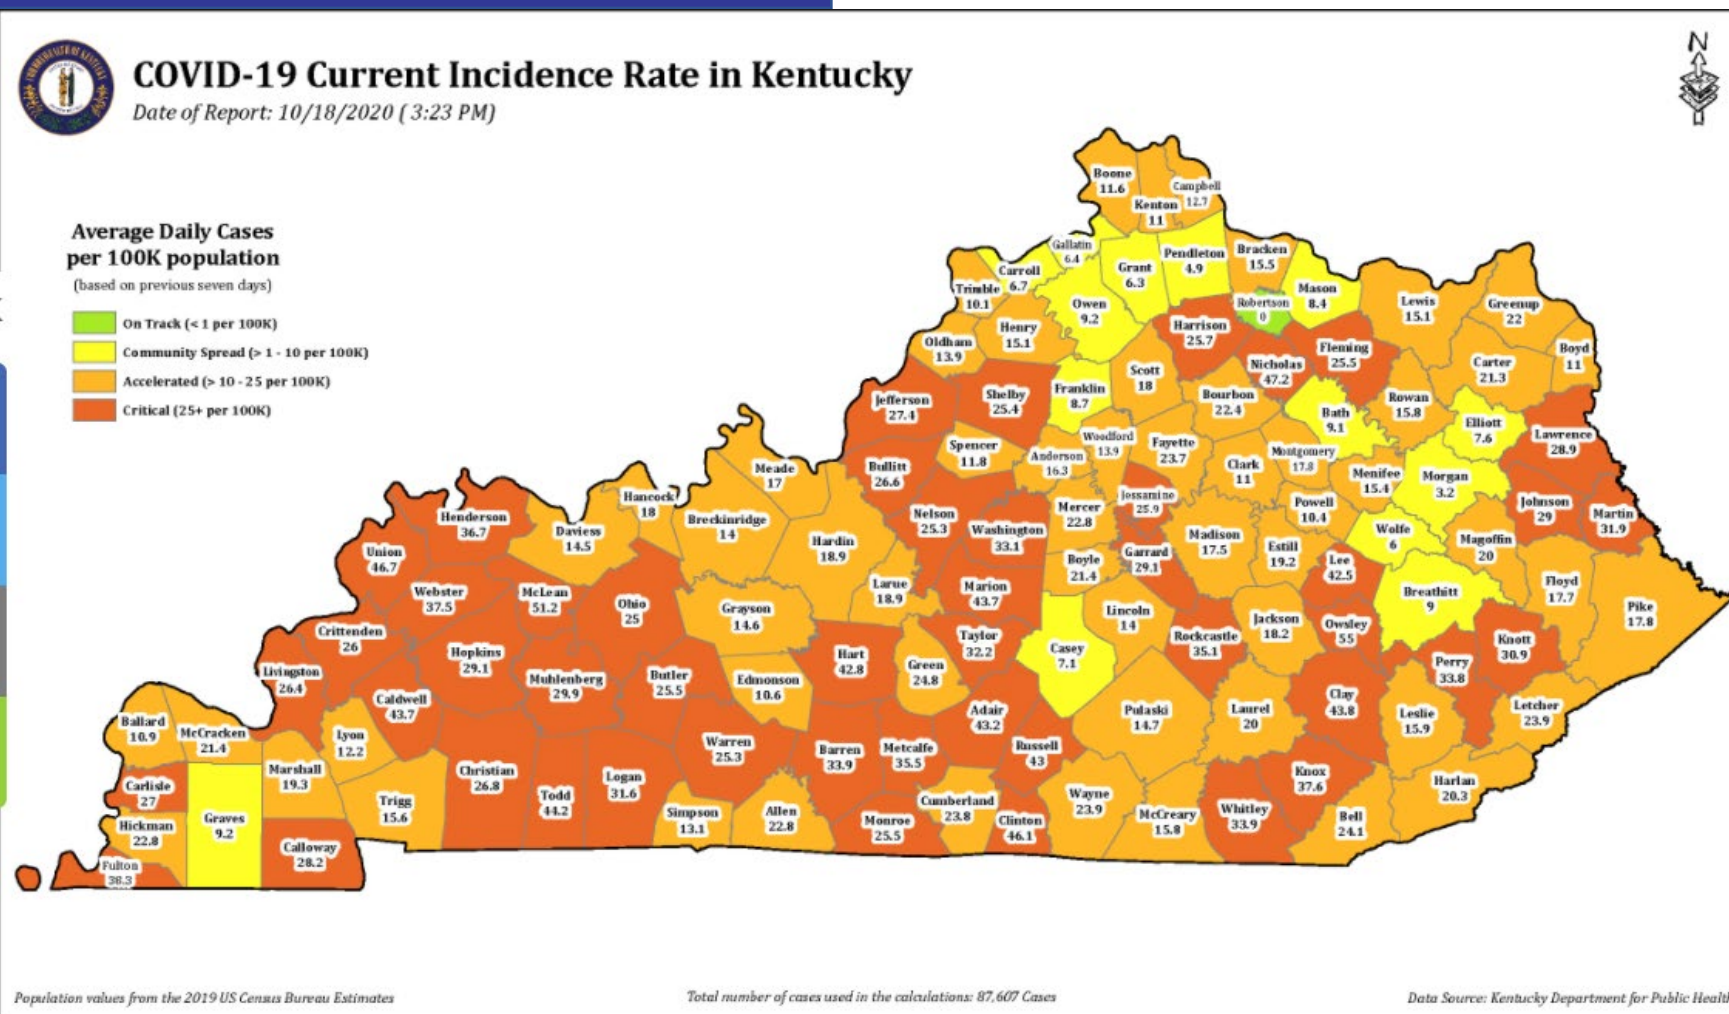 COVID-19 Current Incidence Rate in Kentucky
Date of Report: 10/18/2020 ( 3:23 PM)
N
Average Daily Cases
per 100K population
(based on previous seven days)
On Track (< 1 per 100K)
Community Spread (> 1 - 10 per 100K)
Accelerated (> 10 - 25 per 100K)
Critical (25+ per 100K)
Boone
11.6
Kenton
11
Campbell
12.7
Gallatin
6.4
Carroll
6.7
Trimble
10.1
Grant
6.3
Pendleton
4.9
Bracken
15.5
Owen
9.2
Robertson
0
Mason
8.4
Lewis
15.1
Greenup
22
Henry
15.1
Oldham
13.9
Harrison
25.7
Nicholas
47.2
Fleming
25.5
Carter
21.3
Boyd
11
Jefferson
27.4
Shelby
25.4
Franklin
8.7
Scott
18
Bourbon
22.4
Bath
9.1
Rowan
15.8
Elliott
7.6
Lawrence
28.9
Bullitt
26.6
Spencer
11.8
Anderson
16.3
Woodford
13.9
Fayette
23.7
Clark
11
Montgomery
17.8
Menifee
15.4
Morgan
3.2
Johnson
29
Martin
31.9
Meade
17
Hancock
18
Breckinridge
14
Daviess
14.5
Henderson
36.7
Union
46.7
Hardin
18.9
Nelson
25.3
Washington
33.1
Mercer
22.8
Jessamine
25.9
Madison
17.5
Powell
10.4
Estill
19.2
Wolfe
6
Magoffin
20
Floyd
17.7
Pike
17.8
Webster
37.5
McLean
51.2
Ohio
25
Grayson
14.6
Larue
18.9
Marion
43.7
Boyle
21.4
Garrard
29.1
Lee
42.5
Breathitt
9
Crittenden
26
Livingston
26.4
Hopkins
29.1
Muhlenberg
29.9
Butler
25.5
Edmonson
10.6
Hart
42.8
Green
24.8
Taylor
32.2
Casey
7.1
Lincoln
14
Rockcastle
35.1
Jackson
18.2
Owsley
55
Perry
33.8
Knott
30.9
Ballard
10.9
McCracken
21.4
Lyon
12.2
Caldwell
43.7
Warren
25.3
Barren
33.9
Metcalfe
35.5
Adair
43.2
Russell
43
Pulaski
14.7
Laurel
20
Clay
43.8
Leslie
15.9
Letcher
23.9
Carlisle
27
Hickman
22.8
Fulton
38.3
Graves
9.2
Marshall
19.3
Calloway
28.2
Trigg
15.6
Christian
26.8
Todd
44.2
Logan
31.6
Simpson
13.1
Allen
22.8
Monroe
25.5
Cumberland
23.8
Clinton
46.1
Wayne
23.9
McCreary
15.8
Whitley
33.9
Knox
37.6
Bell
24.1
Harlan
20.3
Population values from the 2019 US Census Bureau Estimates
Total number of cases used in the calculations: 87,607 Cases
Data Source: Kentucky Department for Public Health